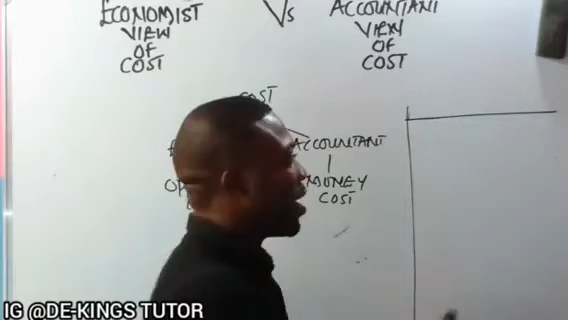 ECONOMIST Vs ACCOUNTANT
VIEW VIEW
OF OF
COST COST
COST
ACCOUNTANT
MONEY
COST
IG @DE-KINGS TUTOR